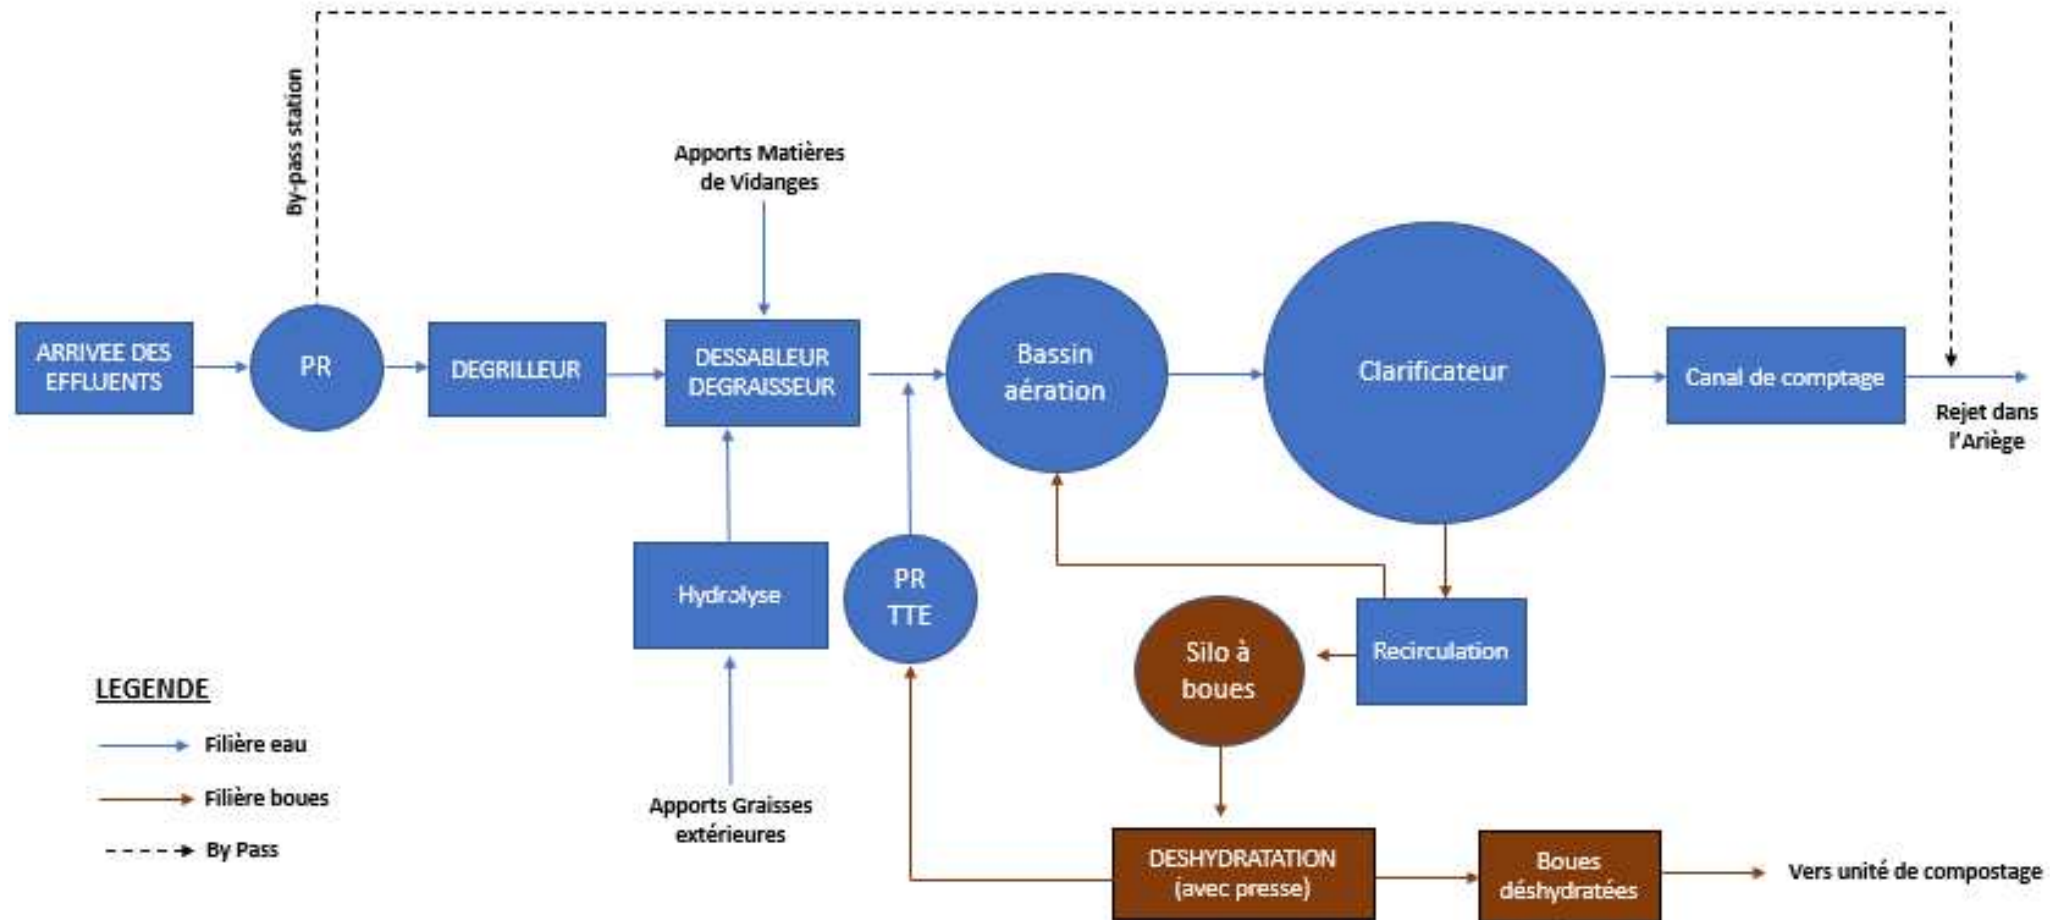 By-pass station
Apports Matières
de Vidanges
ARRIVEE DES
EFFLUENTS
PR
DEGRILLEUR
DESSABLEUR
DEGRAISSEUR
Bassin
aération
Clarificateur
Canal de comptage
Rejet dans
l'Ariège
Hydrolyse
PR
TTE
Silo à
boues
Recirculation
LEGENDE
Filière eau
Filière boues
By Pass
Apports Graisses
extérieures
DESHYDRATATION
(avec presse)
Boues
déshydratées
Vers unité de compostage